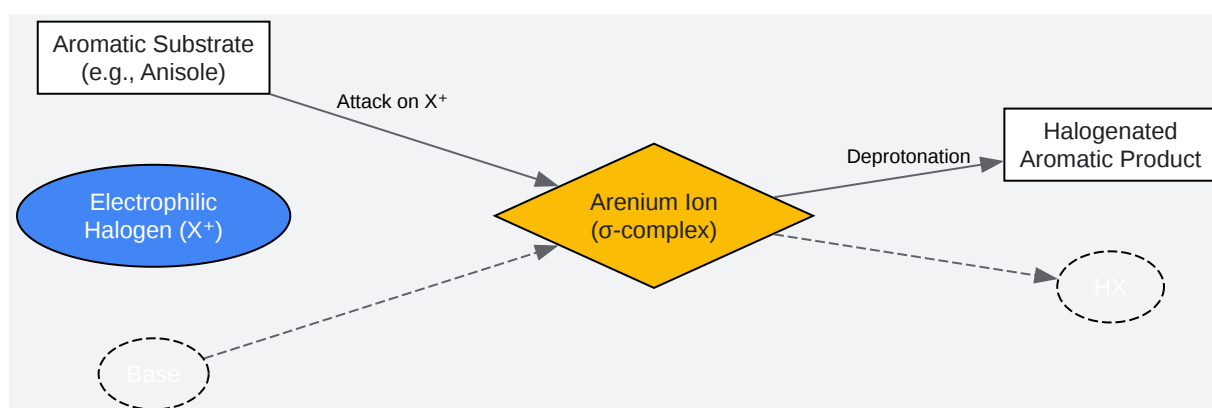 Aromatic Substrate
(e.g., Anisole)
Attack on X⁺
Electrophilic
Halogen (X⁺)
Base
Arenium Ion
(σ-complex)
Deprotonation
Halogenated
Aromatic Product
HX